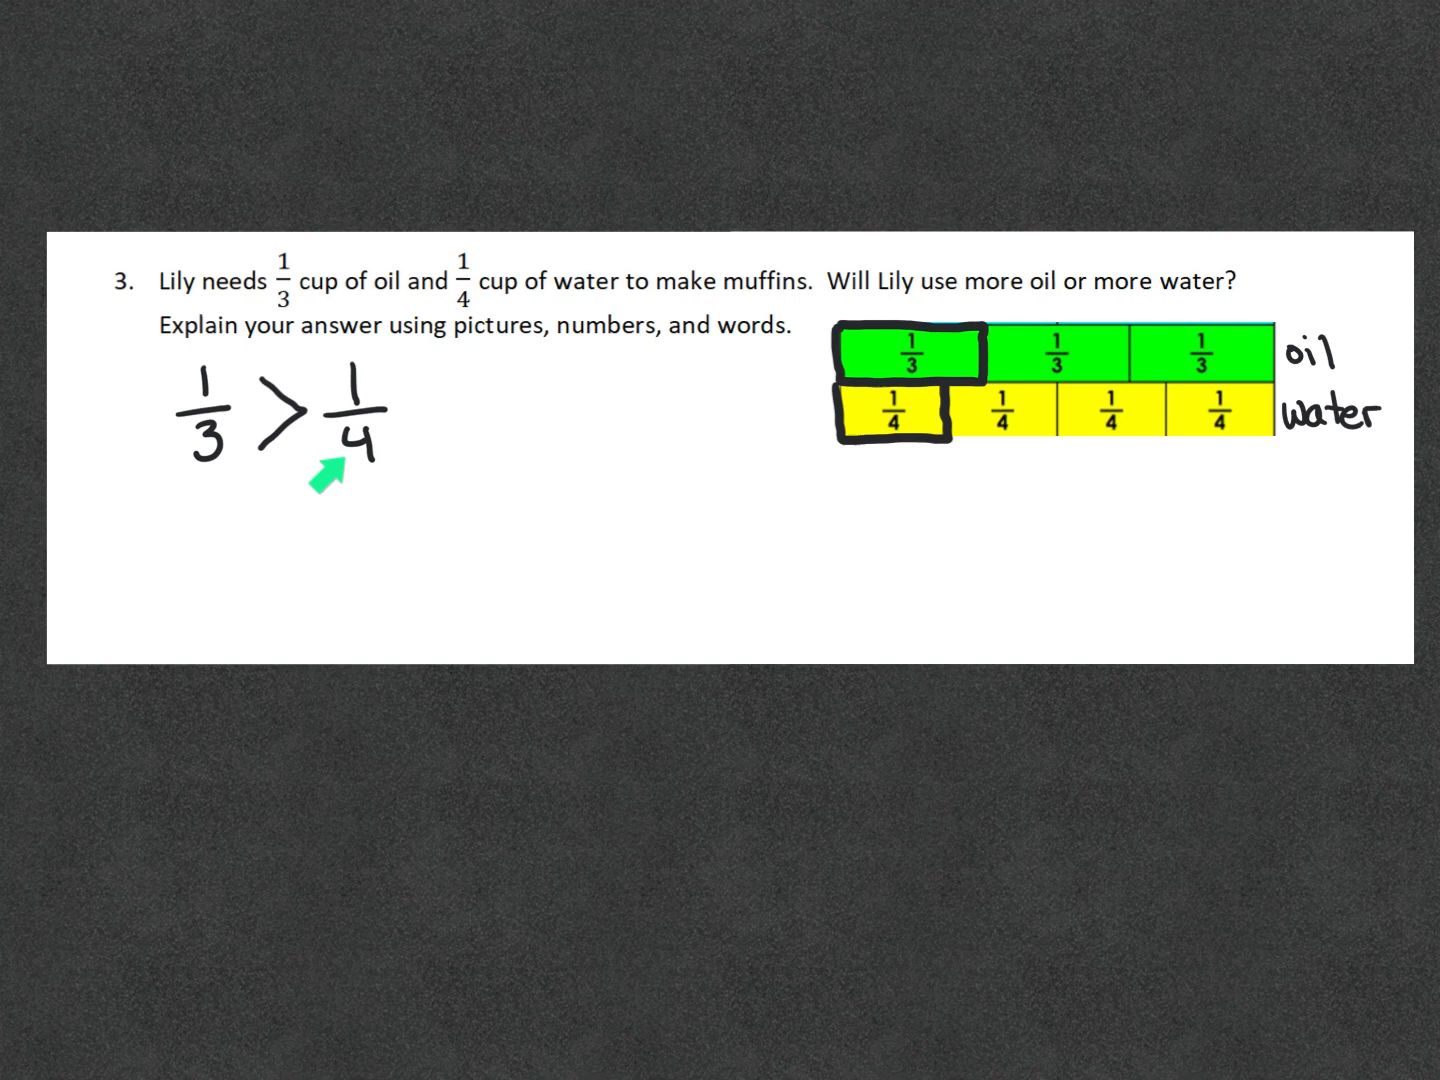 3. Lily needs 1/3 cup of oil and 1/4 cup of water to make muffins. Will Lily use more oil or more water?
Explain your answer using pictures, numbers, and words.
1/3 1/3 1/3 oil
1/4 1/4 1/4 1/4 water
1/3 > 1/4